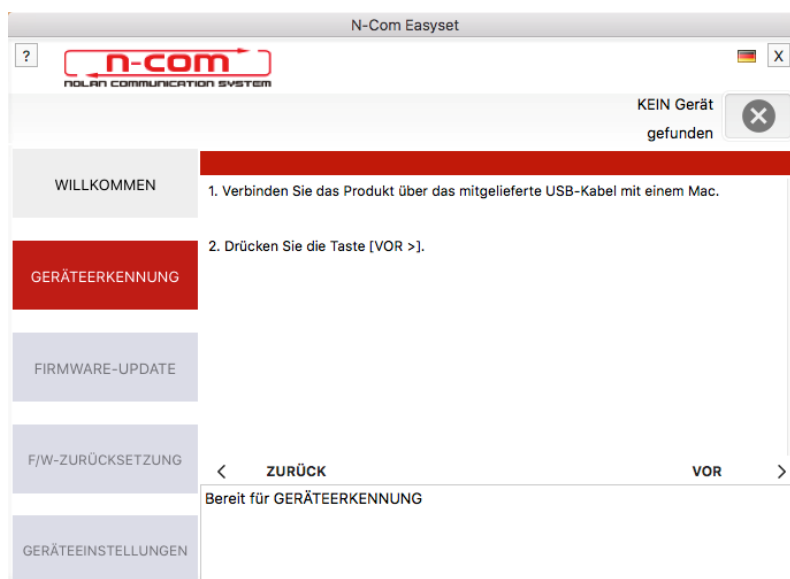 N-Com Easyset
?
n-com
NOLAN COMMUNICATION SYSTEM
X
KEIN Gerät
gefunden
WILLKOMMEN
GERÄTEERKENNUNG
FIRMWARE-UPDATE
F/W-ZURÜCKSETZUNG
GERÄTEEINSTELLUNGEN
1. Verbinden Sie das Produkt über das mitgelieferte USB-Kabel mit einem Mac.
2. Drücken Sie die Taste [VOR >].
< ZURÜCK
VOR >
Bereit für GERÄTEERKENNUNG